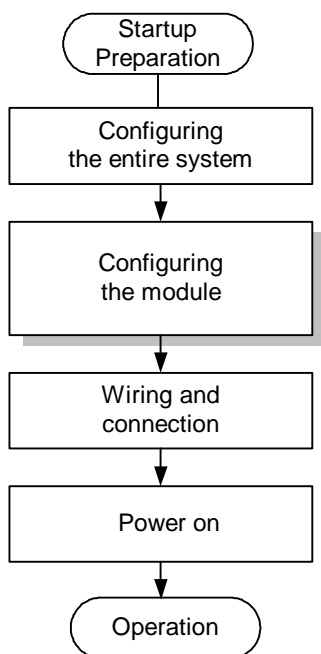 Startup
Preparation
Configuring
the entire system
Configuring
the module
Wiring and
connection
Power on
Operation